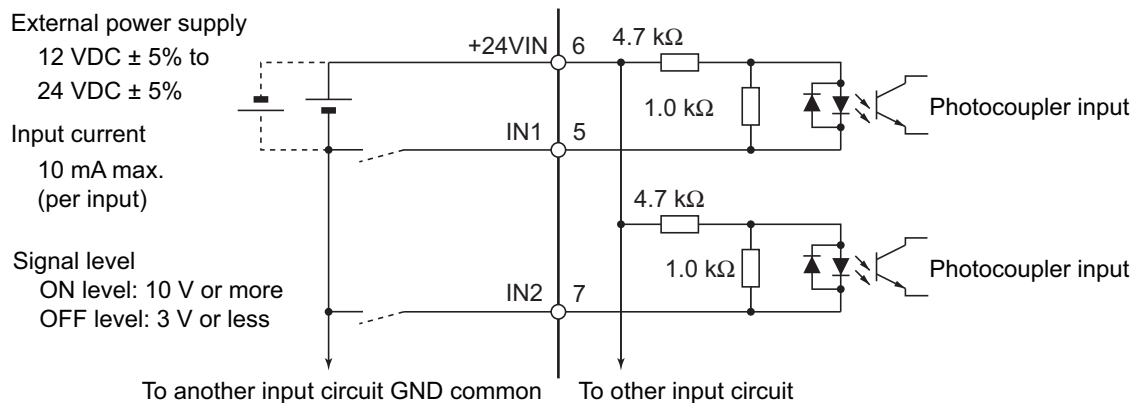 External power supply
12 VDC ± 5% to
24 VDC ± 5%
Input current
10 mA max.
(per input)
Signal level
ON level: 10 V or more
OFF level: 3 V or less
+24VIN 6
4.7 kΩ
1.0 kΩ
Photocoupler input
IN1 5
4.7 kΩ
1.0 kΩ
Photocoupler input
IN2 7
To another input circuit GND common
To other input circuit